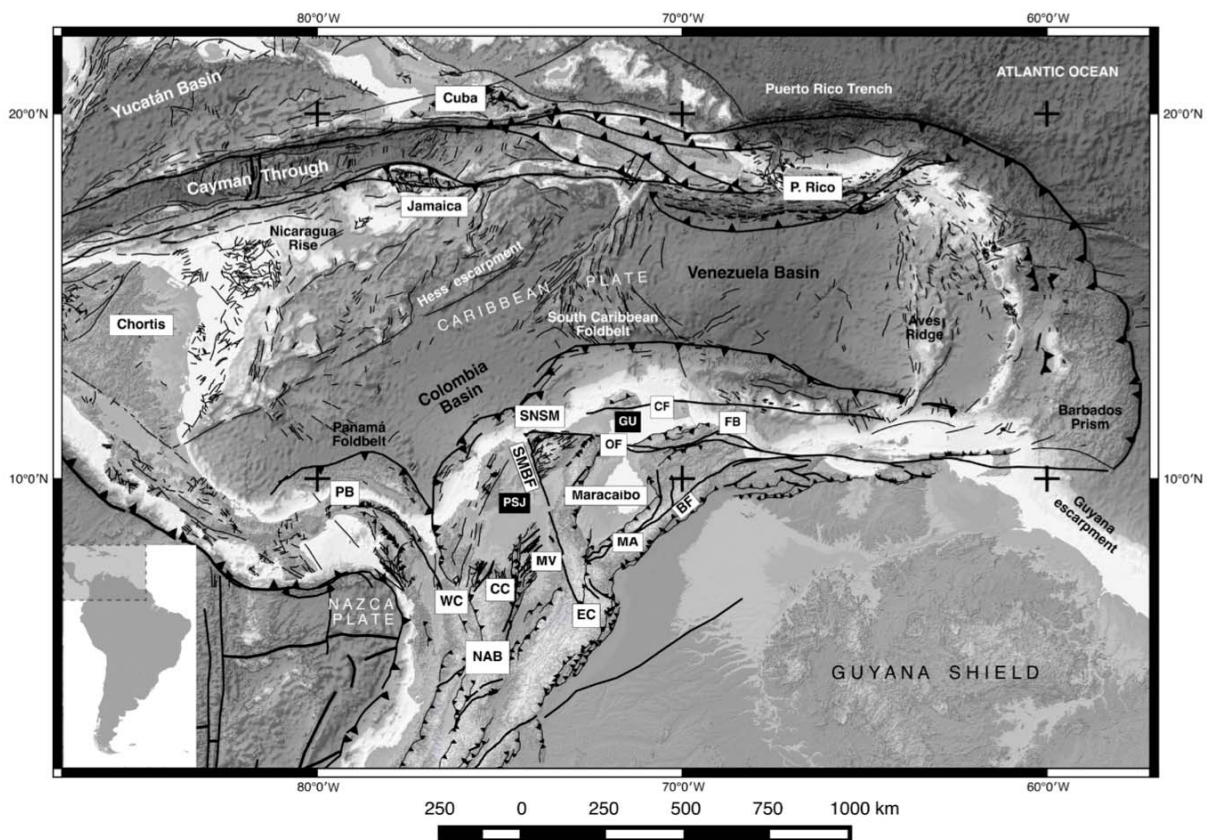 80°0'W
70°0'W
60°0'W
ATLANTIC OCEAN
Yucatán Basin
Puerto Rico Trench
Cuba
20°0'N
20°0'N
Cayman Through
P. Rico
Jamaica
Nicaragua
Rise
Hess escarpment
Venezuela Basin
CARIBBEAN PLATE
Chortis
South Caribbean
Foldbelt
Aves
Ridge
Colombia
Basin
SNSM
CF
GU
FB
Barbados
Prism
Panamá
Foldbelt
OF
SMBF
10°0'N
10°0'N
PB
PSJ
Maracaibo
BF
Guyana
escarpment
MA
MV
CC
WC
NAZCA
PLATE
EC
NAB
GUYANA SHIELD
80°0'W
70°0'W
60°0'W
250 0 250 500 750 1000 km